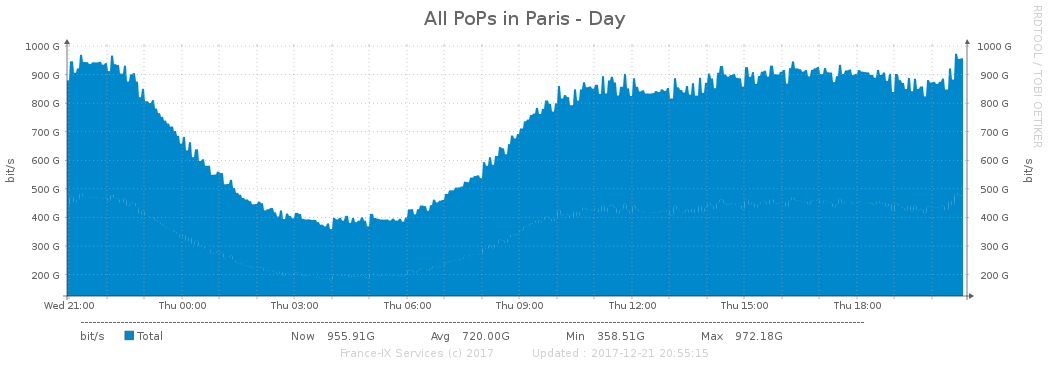 All PoPs in Paris - Day
RRDTOOL / TOBI OETIKER
1000 G 1000 G
900 G 900 G
800 G 800 G
700 G 700 G
600 G 600 G
500 G 500 G
400 G 400 G
300 G 300 G
200 G 200 G
bit/s
bit/s
Wed 21:00 Thu 00:00 Thu 03:00 Thu 06:00 Thu 09:00 Thu 12:00 Thu 15:00 Thu 18:00
bit/s Total Now 955.91G Avg 720.00G Min 358.51G Max 972.18G
France-IX Services (c) 2017 Updated : 2017-12-21 20:55:15